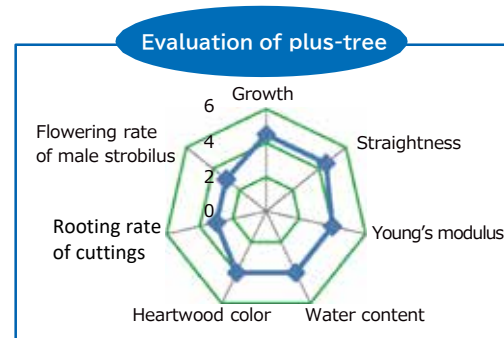 Evaluation of plus-tree
Growth
6
4
2
0
Flowering rate
of male strobilus
Straightness
Rooting rate
of cuttings
Young's modulus
Heartwood color
Water content